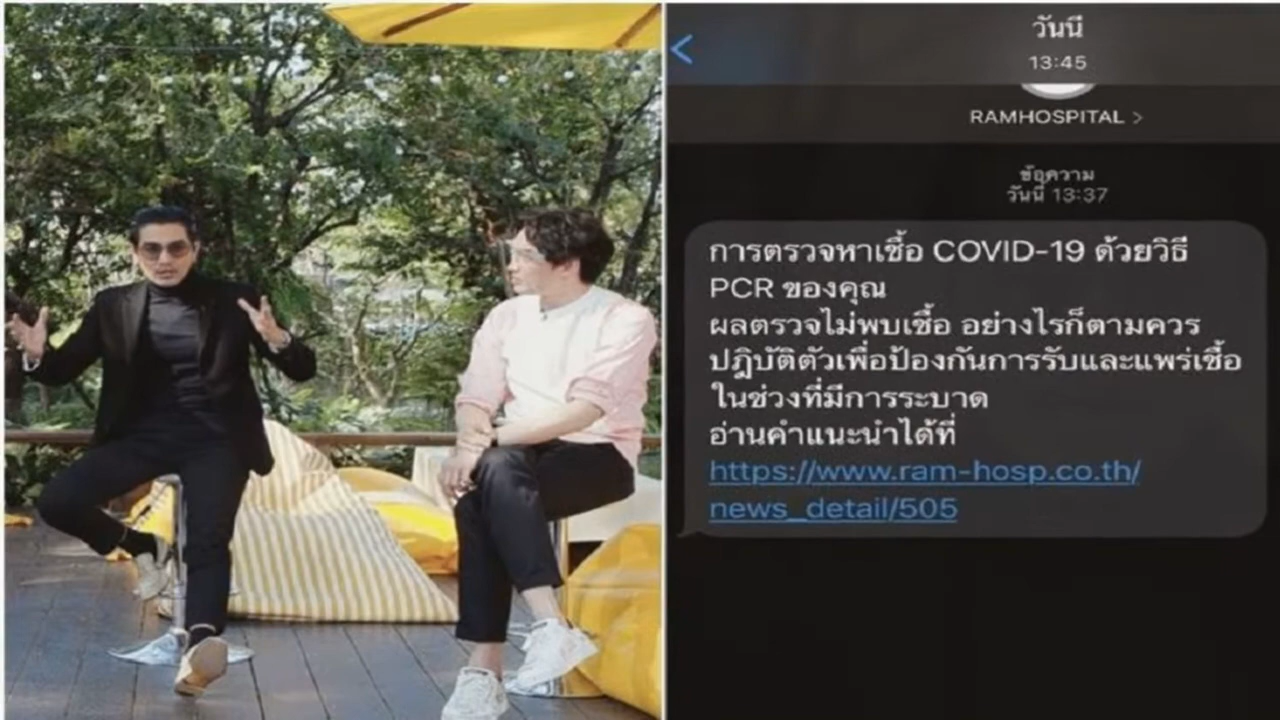 วันนี้
13:45
RAMHOSPITAL >
ข้อความ
วันนี้ 13:37
การตรวจหาเชื้อ COVID-19 ด้วยวิธี
PCR ของคุณ
ผลตรวจไม่พบเชื้อ อย่างไรก็ตามควร
ปฎิบัติตัวเพื่อป้องกันการรับและแพร่เชื้อ
ในช่วงที่มีการระบาด
อ่านคำแนะนำได้ที่
https://www.ram-hosp.co.th/
news_detail/505